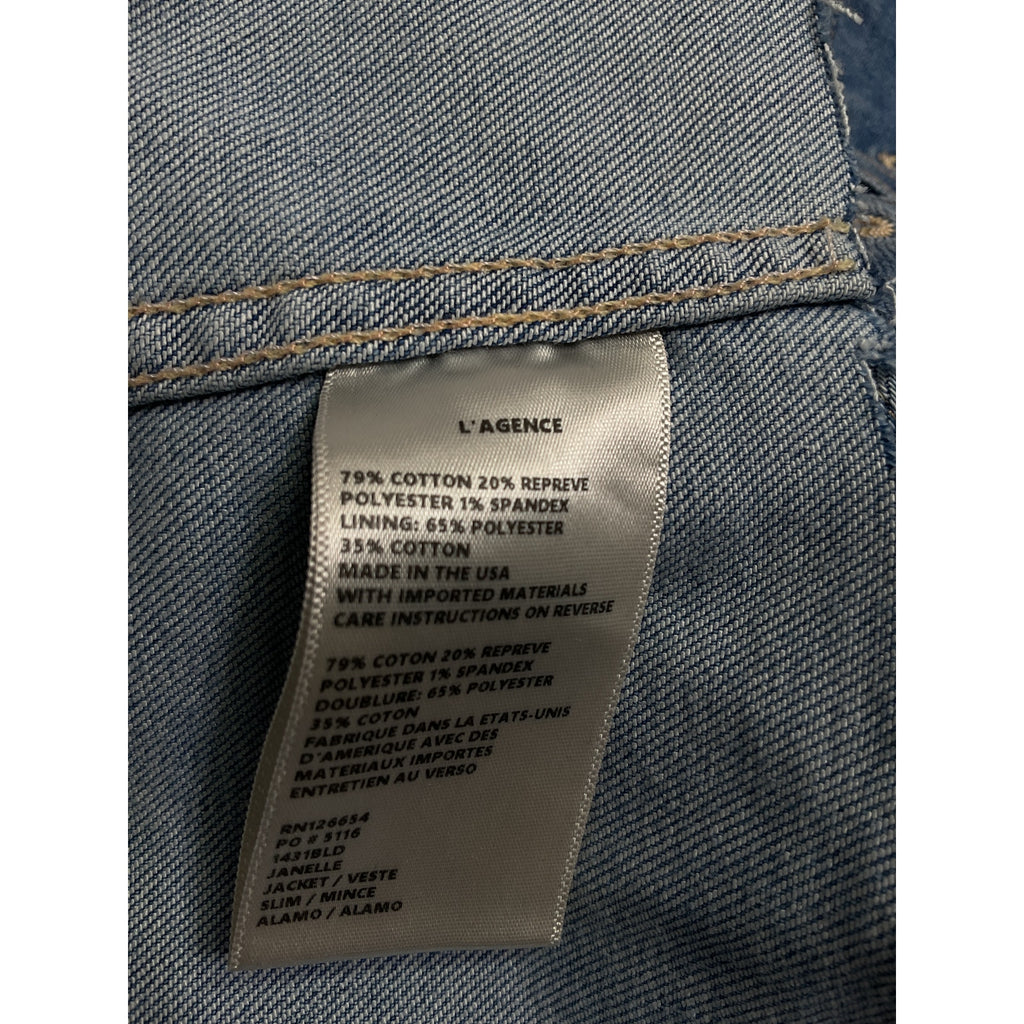 L'AGENCE
79% COTTON 20% REPREVE
POLYESTER 1% SPANDEX
LINING: 65% POLYESTER
35% COTTON
MADE IN THE USA
WITH IMPORTED MATERIALS
CARE INSTRUCTIONS ON REVERSE
79% COTON 20% REPREVE
POLYESTER 1% SPANDEX
DOUBLURE: 65% POLYESTER
35% COTON
FABRIQUE DANS LA ETATS-UNIS
D'AMERIQUE AVEC DES
MATERIAUX IMPORTES
ENTRETIEN AU VERSO
RN126654
PO # 5116
1431BLD
JANELLE
JACKET / VESTE
SLIM / MINCE
ALAMO / ALAMO